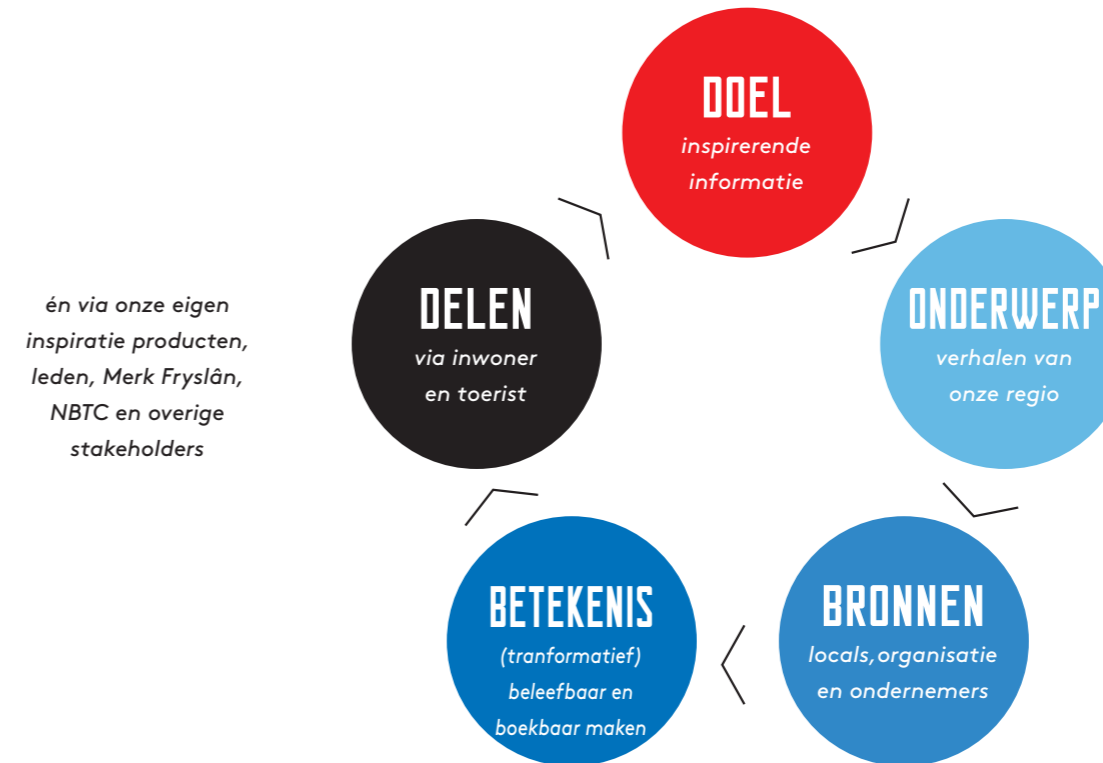 DOEL
inspirerende
informatie
ONDERWERP
verhalen van
onze regio
BRONNEN
locals, organisatie
en ondernemers
BETEKENIS
(tranformatief)
beleefbaar en
boekbaar maken
DELEN
via inwoner
en toerist
én via onze eigen
inspiratie producten,
leden, Merk Fryslân,
NBTC en overige
stakeholders